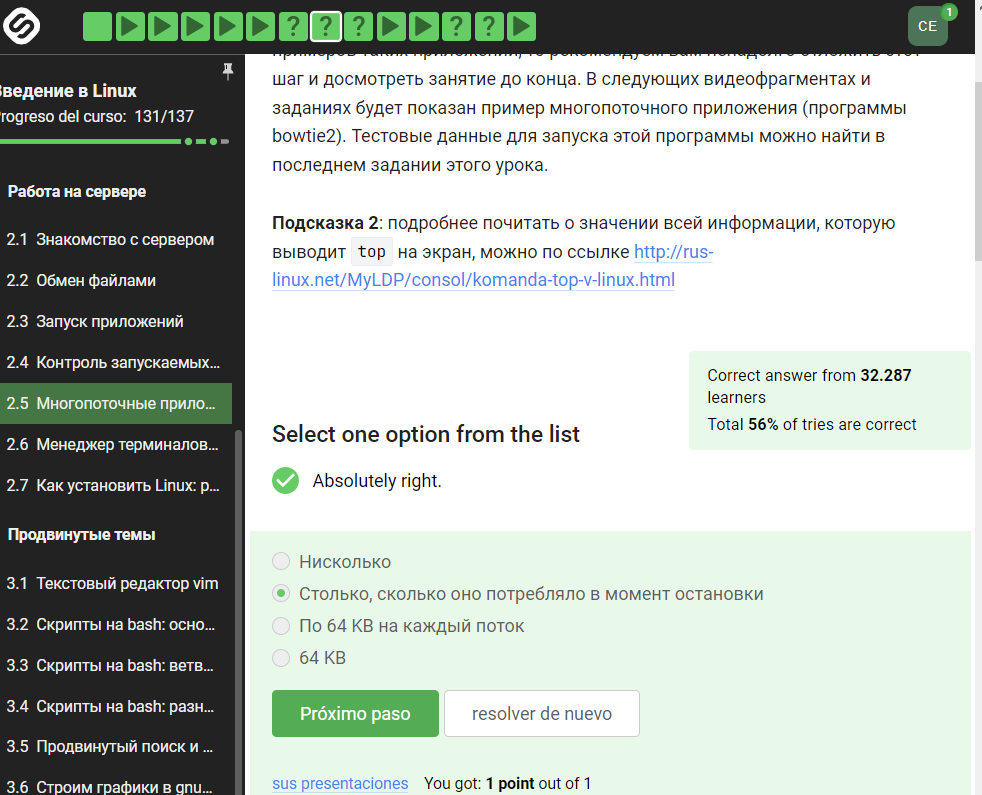 ? ? ? ? ?
CE
1
Введение в Linux
rogreso del curso: 131/137
Работа на сервере
2.1 Знакомство с сервером
2.2 Обмен файлами
2.3 Запуск приложений
2.4 Контроль запускаемых...
2.5 Многопоточные прило...
2.6 Менеджер терминалов...
2.7 Как установить Linux: р...
Продвинутые темы
3.1 Текстовый редактор vim
3.2 Скрипты на bash: осно...
3.3 Скрипты на bash: ветв...
3.4 Скрипты на bash: разн...
3.5 Продвинутый поиск и ...
3.6 Строим графики в gnu...
примеров таких приложений, то рекомендуем Вам ненадолго отложить этот
шаг и досмотреть занятие до конца. В следующих видеофрагментах и
заданиях будет показан пример многопоточного приложения (программы
bowtie2). Тестовые данные для запуска этой программы можно найти в
последнем задании этого урока.
Подсказка 2: подробнее почитать о значении всей информации, которую
выводит top на экран, можно по ссылке http://rus-
linux.net/MyLDP/consol/komanda-top-v-linux.html
Correct answer from 32.287
learners
Total 56% of tries are correct
Select one option from the list
Absolutely right.
Нисколько
Столько, сколько оно потребляло в момент остановки
По 64 KB на каждый поток
64 KB
Próximo paso
resolver de nuevo
sus presentaciones You got: 1 point out of 1